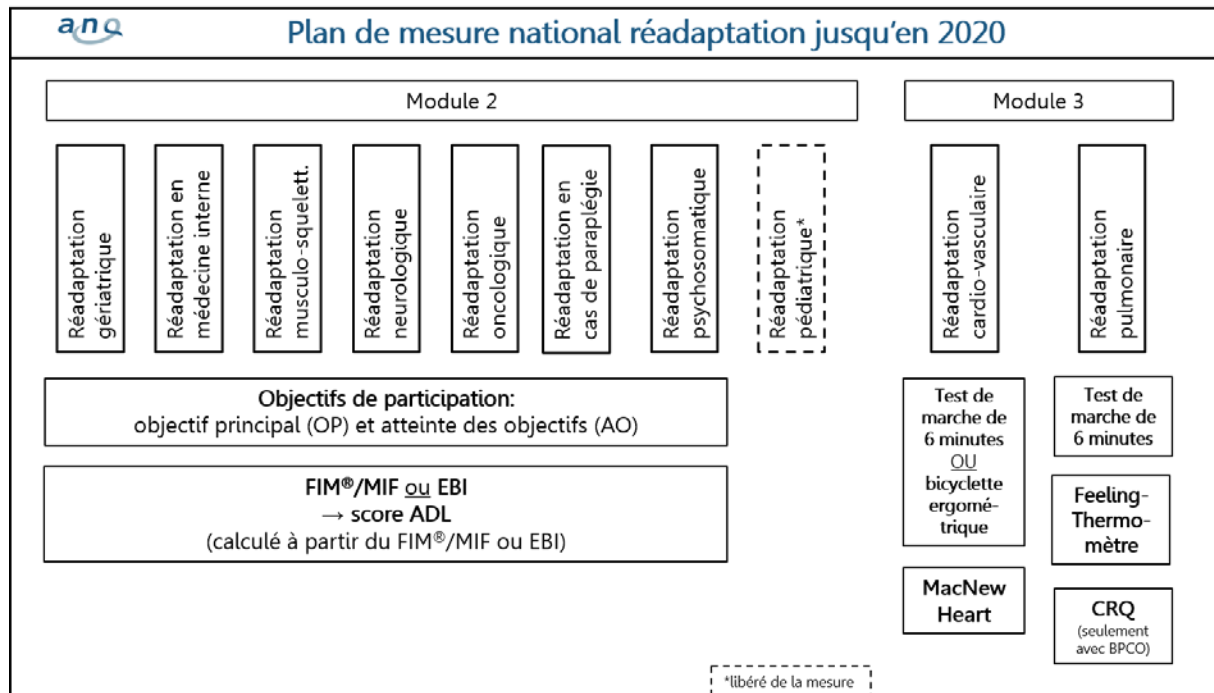 anq
Plan de mesure national réadaptation jusqu'en 2020
Module 2
Module 3
Réadaptation
gériatrique
Réadaptation en
médecine interne
Réadaptation
musculo-squelett.
Réadaptation
neurologique
Réadaptation
oncologique
Réadaptation en
cas de paraplégie
Réadaptation
psychosomatique
Réadaptation
pédiatrique*
Réadaptation
cardio-vasculaire
Réadaptation
pulmonaire
Objectifs de participation:
objectif principal (OP) et atteinte des objectifs (AO)
FIM®/MIF ou EBI
→ score ADL
(calculé à partir du FIM®/MIF ou EBI)
Test de
marche de
6 minutes
OU
bicyclette
ergomé-
trique
MacNew
Heart
Test de
marche de
6 minutes
Feeling-
Thermo-
mètre
CRQ
(seulement
avec BPCO)
*libéré de la mesure